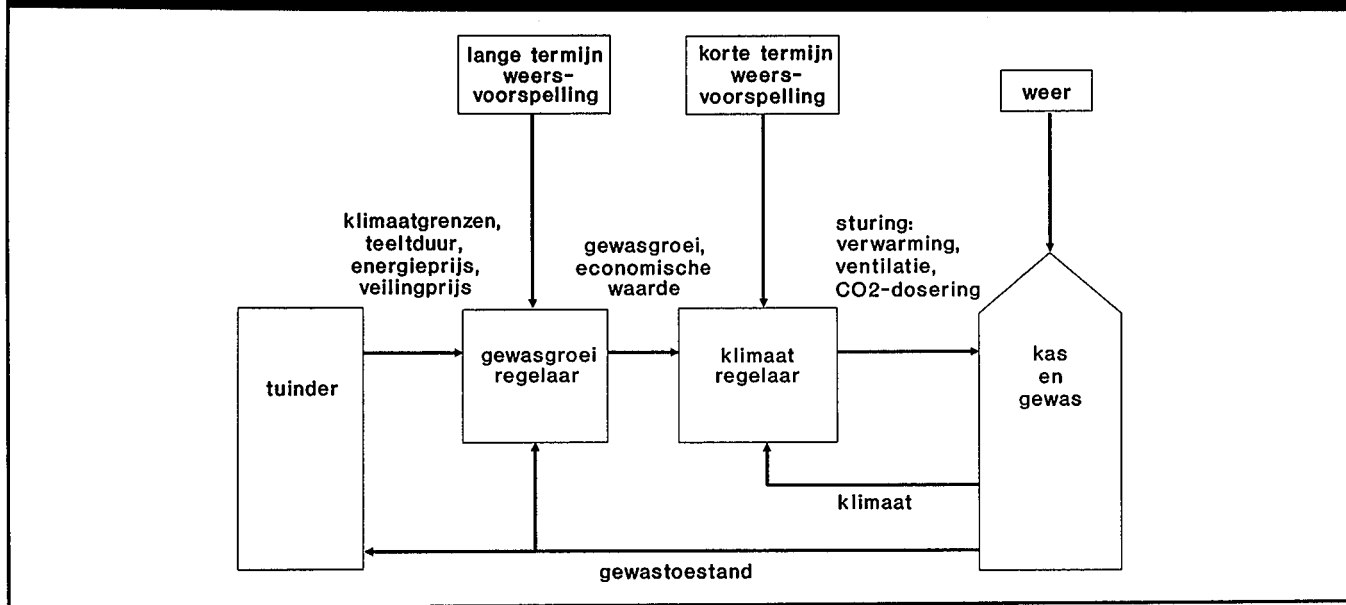 lange termijn
weers-
voorspelling
korte termijn
weers-
voorspelling
weer
klimaatgrenzen,
teeltduur,
energieprijs,
veilingprijs
gewasgroei,
economische
waarde
sturing:
verwarming,
ventilatie,
CO2-dosering
tuinder
gewasgroei
regelaar
klimaat
regelaar
kas
en
gewas
klimaat
gewastoestand